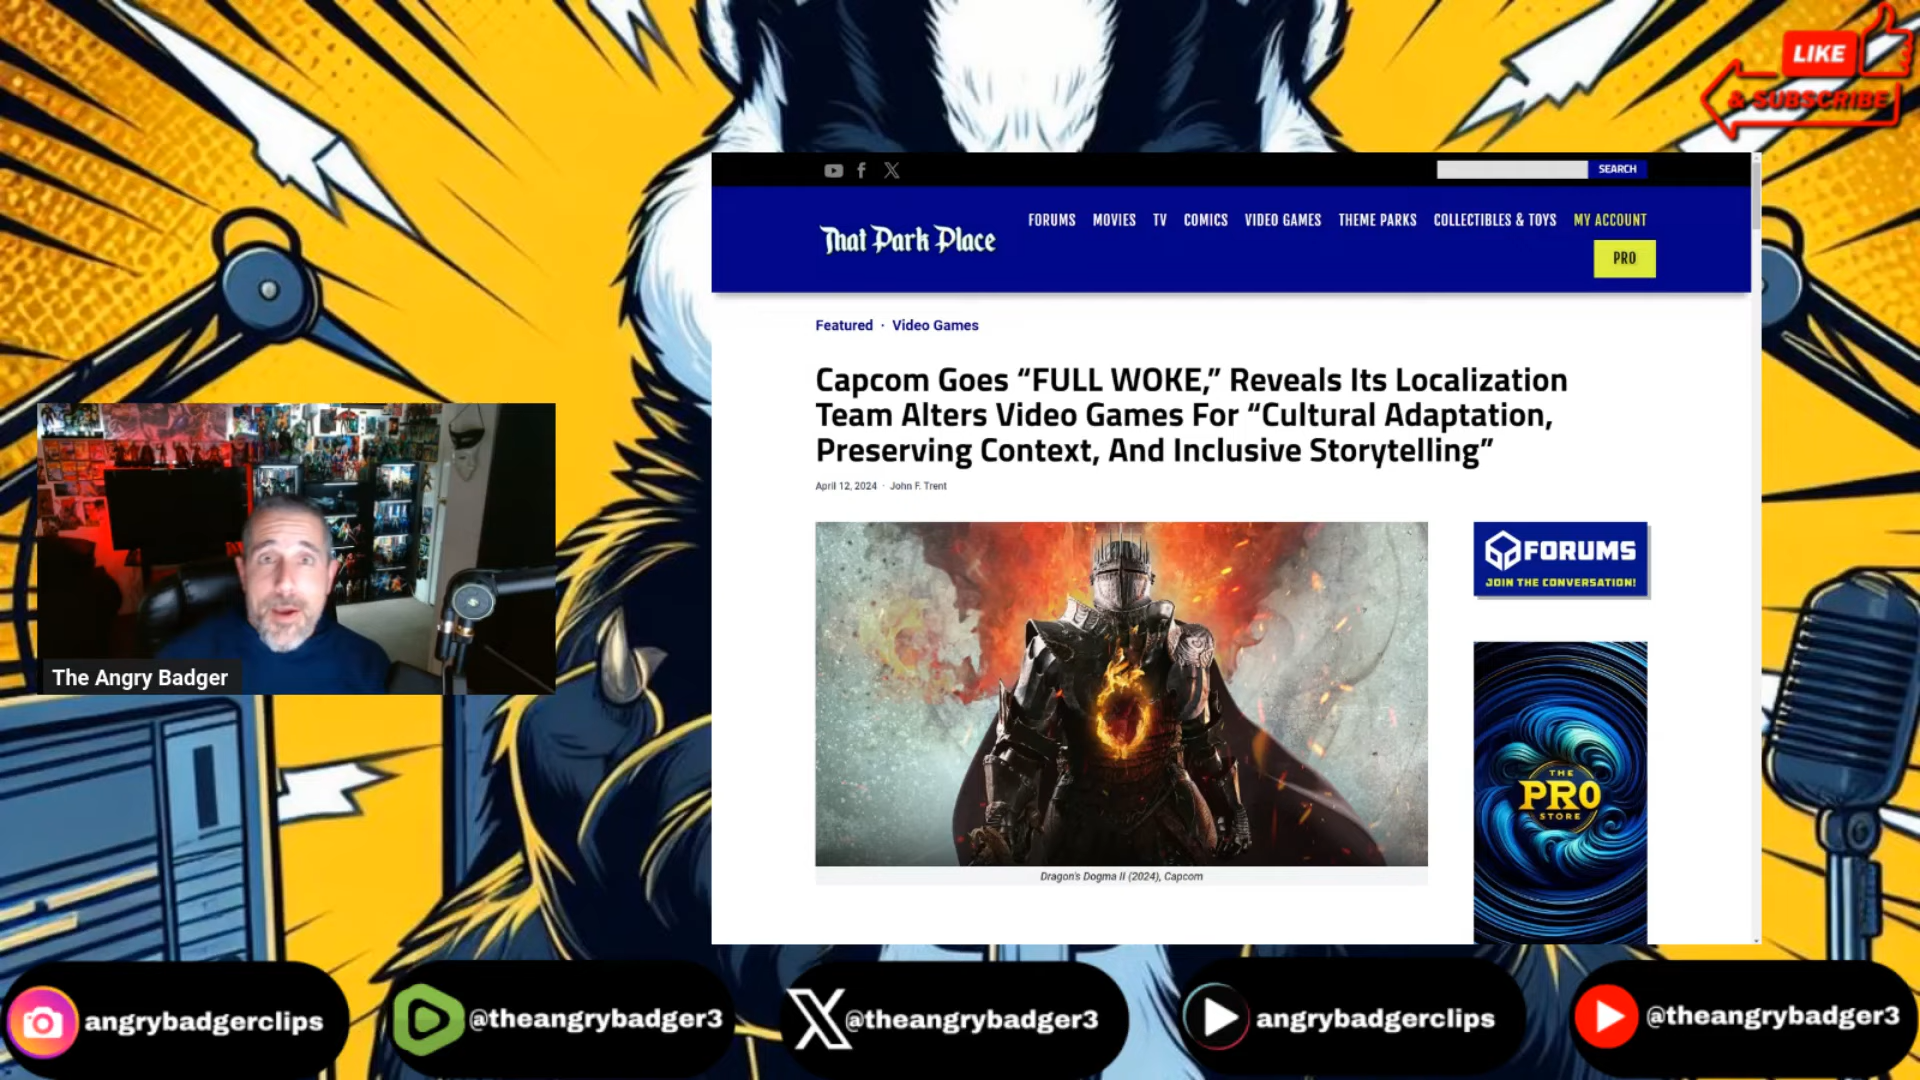 LIKE
& SUBSCRIBE
SEARCH
That Park Place
FORUMS MOVIES TV COMICS VIDEO GAMES THEME PARKS COLLECTIBLES & TOYS MY ACCOUNT
PRO
Featured · Video Games
Capcom Goes “FULL WOKE,” Reveals Its Localization
Team Alters Video Games For “Cultural Adaptation,
Preserving Context, And Inclusive Storytelling”
April 12, 2024 · John F. Trent
FORUMS
JOIN THE CONVERSATION!
THE
PRO
STORE
Dragon's Dogma II (2024), Capcom
The Angry Badger
angrybadgerclips
@theangrybadger3
@theangrybadger3
angrybadgerclips
@theangrybadger3